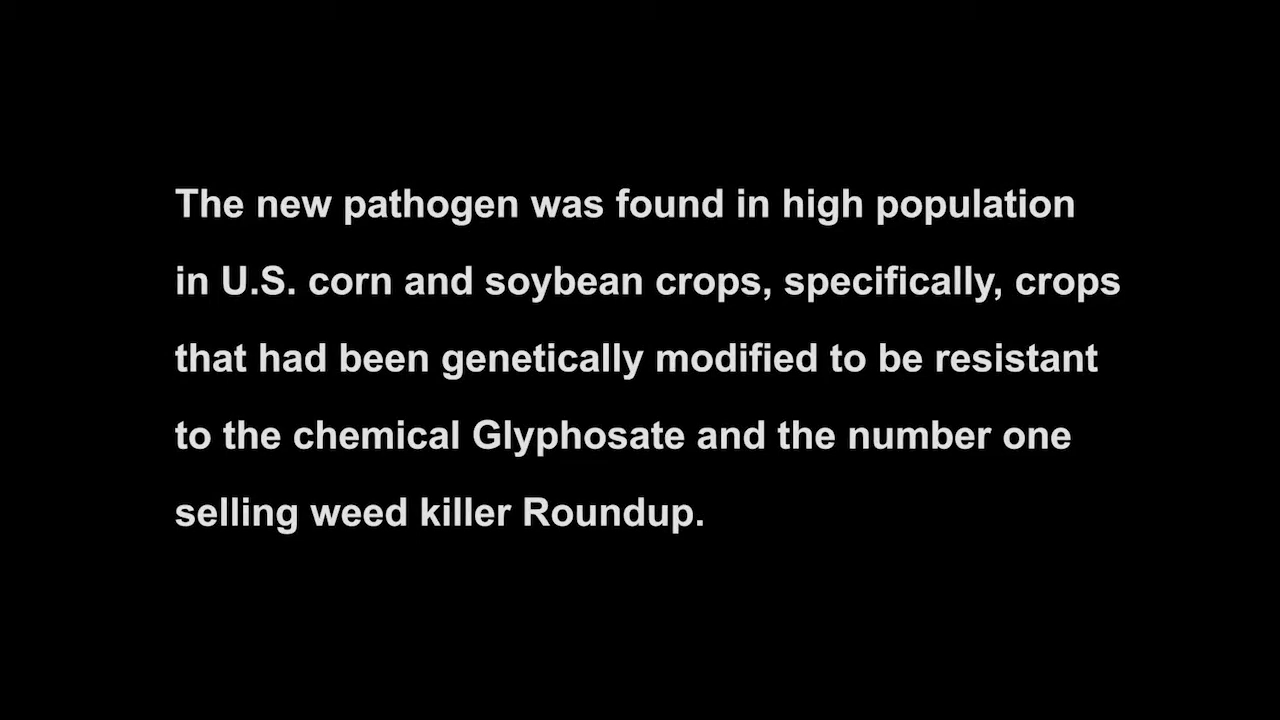 The new pathogen was found in high population
in U.S. corn and soybean crops, specifically, crops
that had been genetically modified to be resistant
to the chemical Glyphosate and the number one
selling weed killer Roundup.